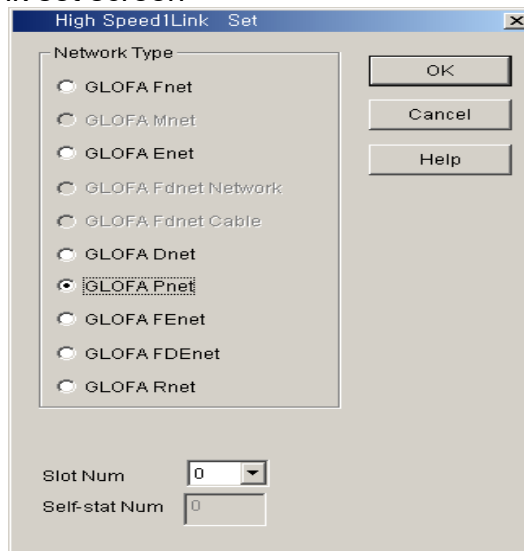 High Speed1Link Set
Network Type
GLOFA Fnet
GLOFA Mnet
GLOFA Enet
GLOFA Fdnet Network
GLOFA Fdnet Cable
GLOFA Dnet
GLOFA Pnet
GLOFA FEnet
GLOFA FDEnet
GLOFA Rnet
OK
Cancel
Help
Slot Num 0
Self-stat Num 0